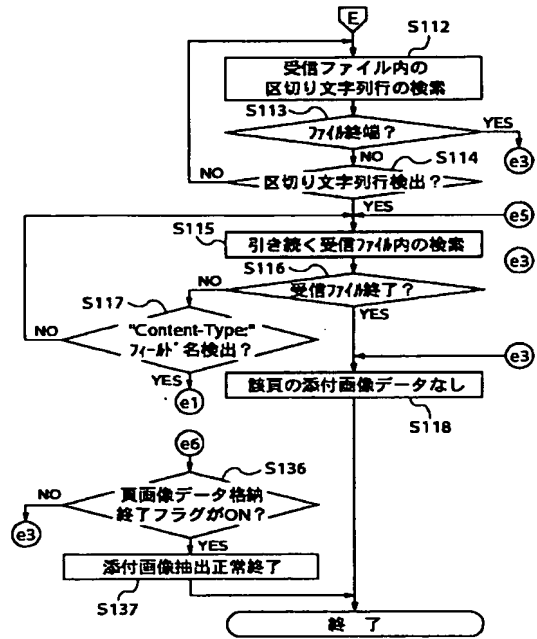 E
S112
受信ファイル内の
区切り文字列行の検索
S113
ファイル終端？
YES
e3
NO
S114
NO
区切り文字列行検出？
YES
e5
S115
引き続く受信ファイル内の検索
e3
S116
NO
受信ファイル終了？
S117
YES
NO
"Content-Type:"
フィールド名検出？
e3
YES
該頁の添付画像データなし
e1
S118
e6
S136
NO
頁画像データ格納
終了フラグがON？
e3
YES
添付画像抽出正常終了
S137
終 了